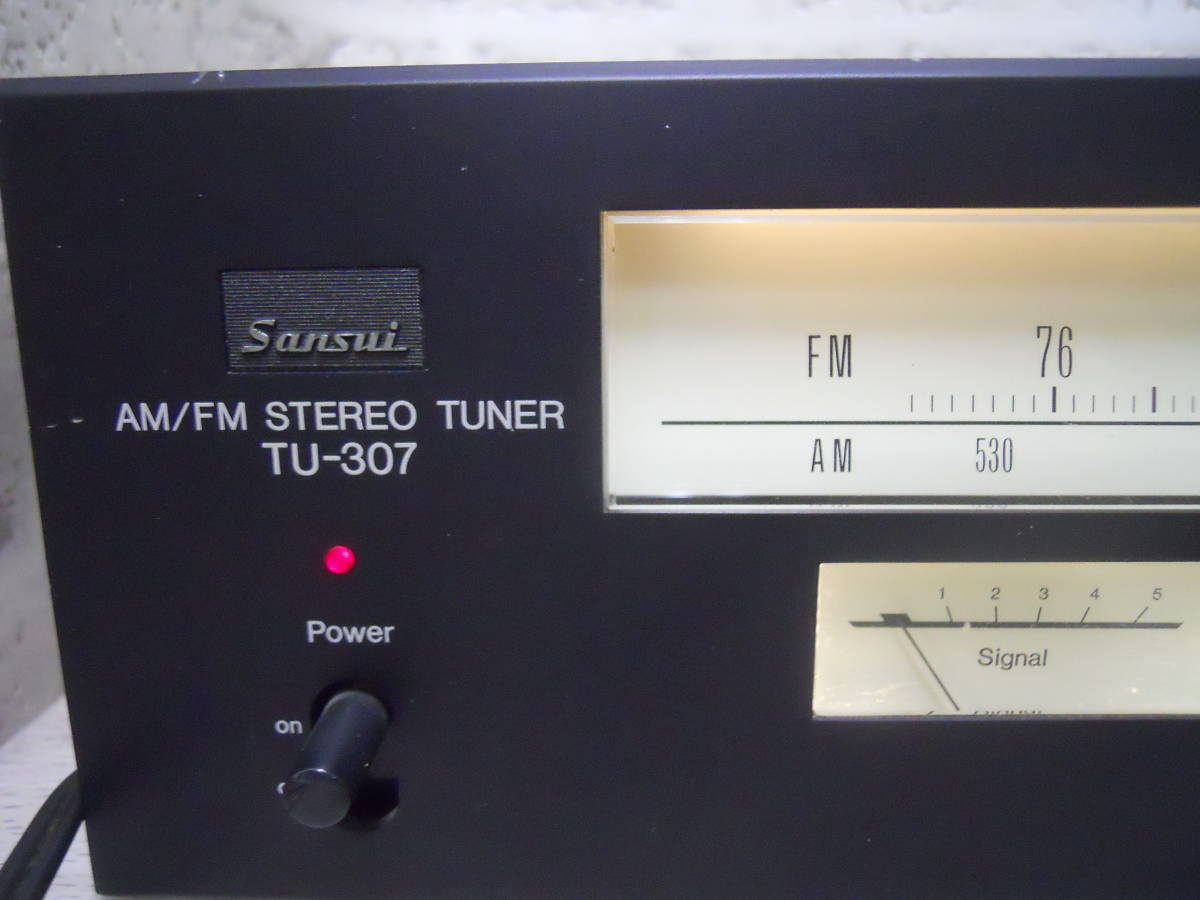 Sansui
AM/FM STEREO TUNER
TU-307
Power
on
FM 76
AM 530
1 2 3 4 5
Signal